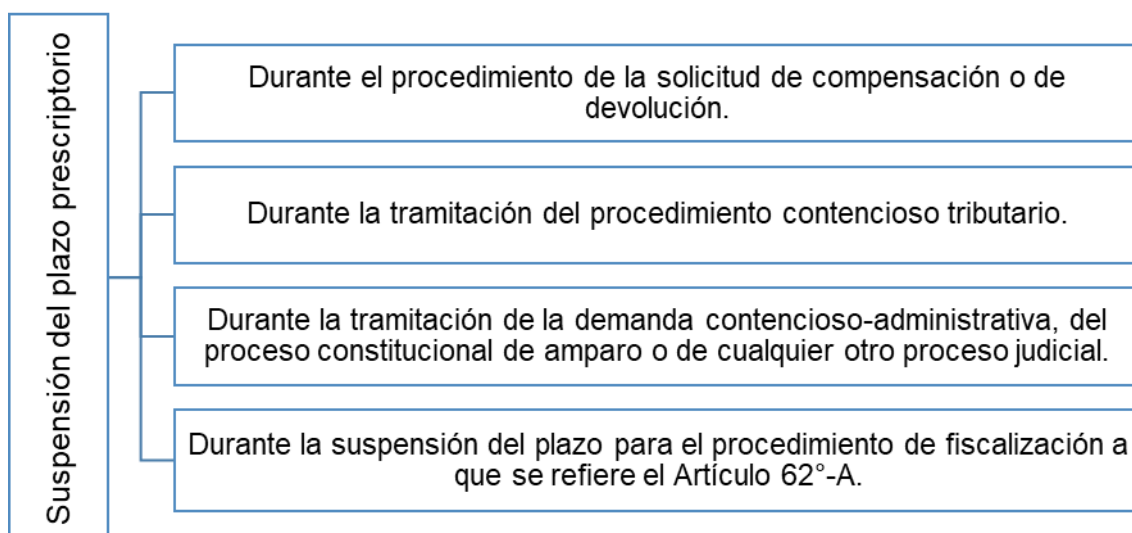 Suspensión del plazo prescriptorio
Durante el procedimiento de la solicitud de compensación o de
devolución.
Durante la tramitación del procedimiento contencioso tributario.
Durante la tramitación de la demanda contencioso-administrativa, del
proceso constitucional de amparo o de cualquier otro proceso judicial.
Durante la suspensión del plazo para el procedimiento de fiscalización a
que se refiere el Artículo 62°-A.